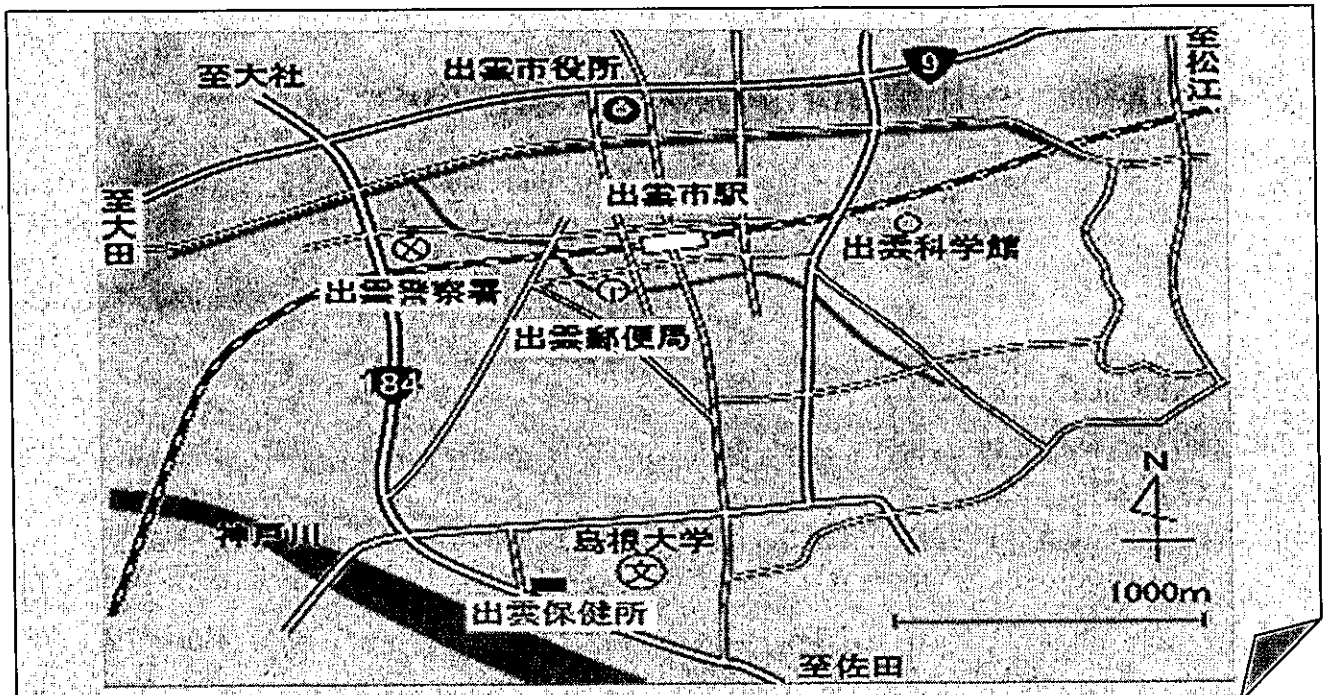 至大社
出雲市役所
9
至松江
至大田
出雲市駅
出雲科学館
出雲警察署
出雲郵便局
184
N
神戸川
島根大学
文
1000m
出雲保健所
至佐田